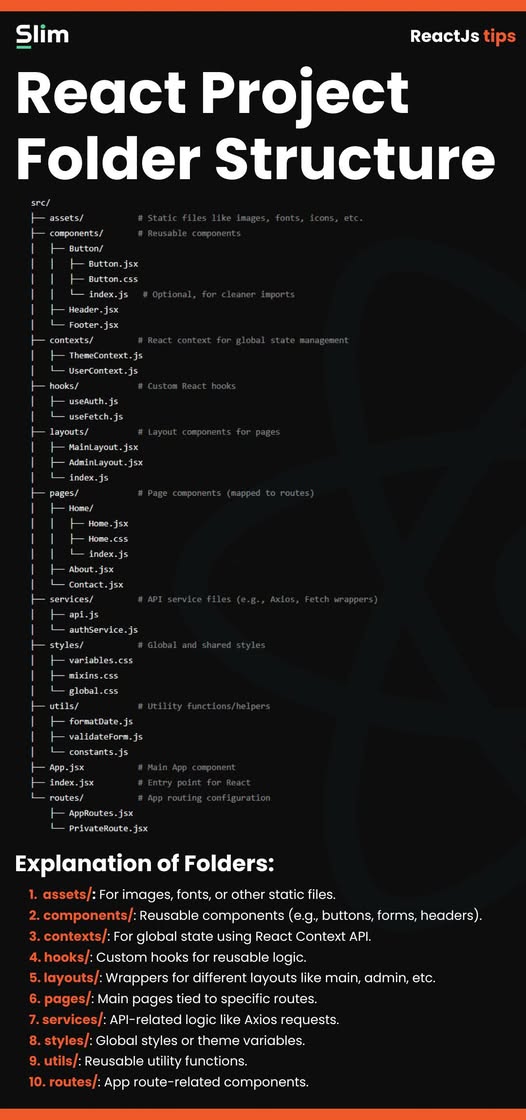 Slim
ReactJs tips
React Project
Folder Structure
src/
├── assets/ # Static files like images, fonts, icons, etc.
├── components/ # Reusable components
│ ├── Button/
│ │ ├── Button.jsx
│ │ ├── Button.css
│ │ └── index.js # Optional, for cleaner imports
│ ├── Header.jsx
│ └── Footer.jsx
├── contexts/ # React context for global state management
│ ├── ThemeContext.js
│ └── UserContext.js
├── hooks/ # Custom React hooks
│ ├── useAuth.js
│ └── useFetch.js
├── layouts/ # Layout components for pages
│ ├── MainLayout.jsx
│ ├── AdminLayout.jsx
│ └── index.js
├── pages/ # Page components (mapped to routes)
│ ├── Home/
│ │ ├── Home.jsx
│ │ ├── Home.css
│ │ └── index.js
│ ├── About.jsx
│ └── Contact.jsx
├── services/ # API service files (e.g., Axios, Fetch wrappers)
│ ├── api.js
│ └── authService.js
├── styles/ # Global and shared styles
│ ├── variables.css
│ ├── mixins.css
│ └── global.css
├── utils/ # Utility functions/helpers
│ ├── formatDate.js
│ ├── validateForm.js
│ └── constants.js
├── App.jsx # Main App component
├── index.jsx # Entry point for React
└── routes/ # App routing configuration
├── AppRoutes.jsx
└── PrivateRoute.jsx
Explanation of Folders:
1. assets/: For images, fonts, or other static files.
2. components/: Reusable components (e.g., buttons, forms, headers).
3. contexts/: For global state using React Context API.
4. hooks/: Custom hooks for reusable logic.
5. layouts/: Wrappers for different layouts like main, admin, etc.
6. pages/: Main pages tied to specific routes.
7. services/: API-related logic like Axios requests.
8. styles/: Global styles or theme variables.
9. utils/: Reusable utility functions.
10. routes/: App route-related components.